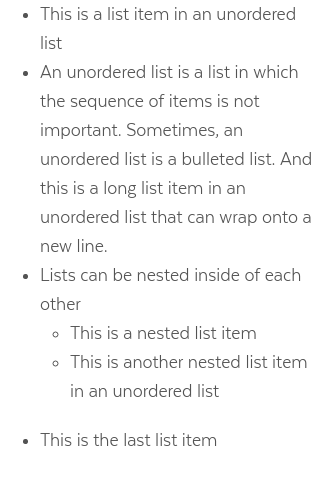 • This is a list item in an unordered
list
• An unordered list is a list in which
the sequence of items is not
important. Sometimes, an
unordered list is a bulleted list. And
this is a long list item in an
unordered list that can wrap onto a
new line.
• Lists can be nested inside of each
other
◦ This is a nested list item
◦ This is another nested list item
in an unordered list
• This is the last list item